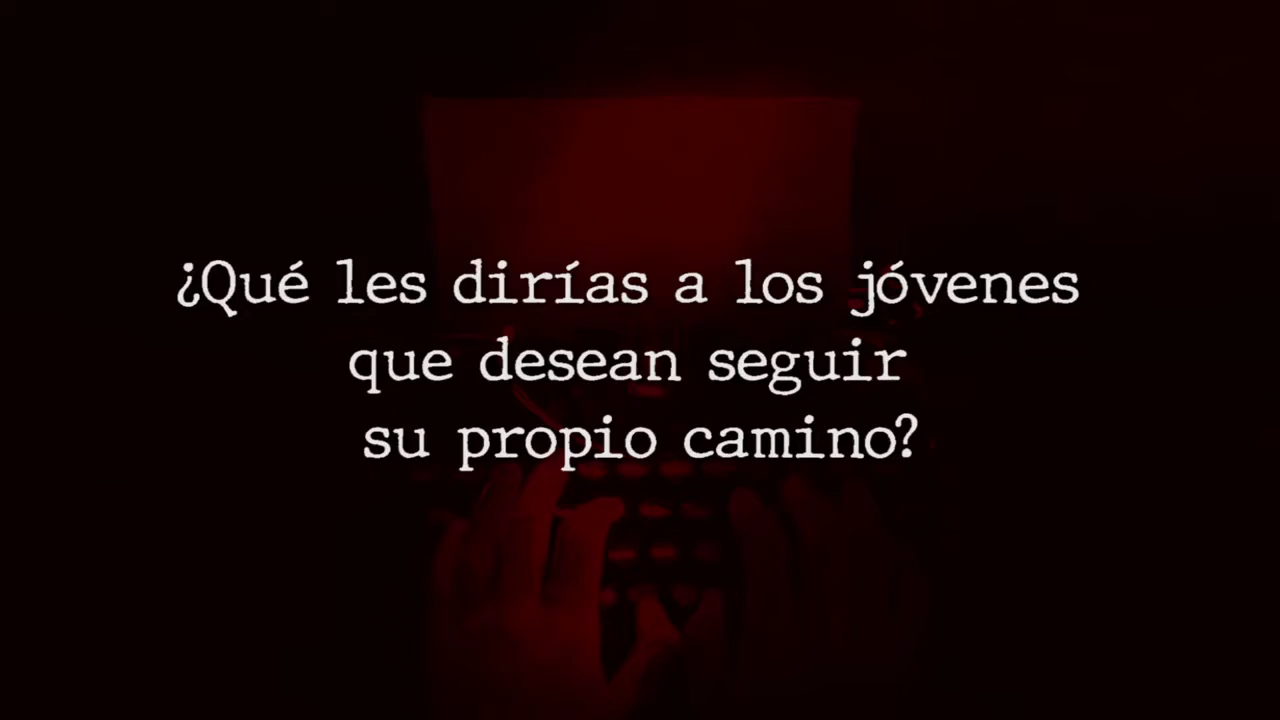 ¿Qué les dirías a los jóvenes
que desean seguir
su propio camino?